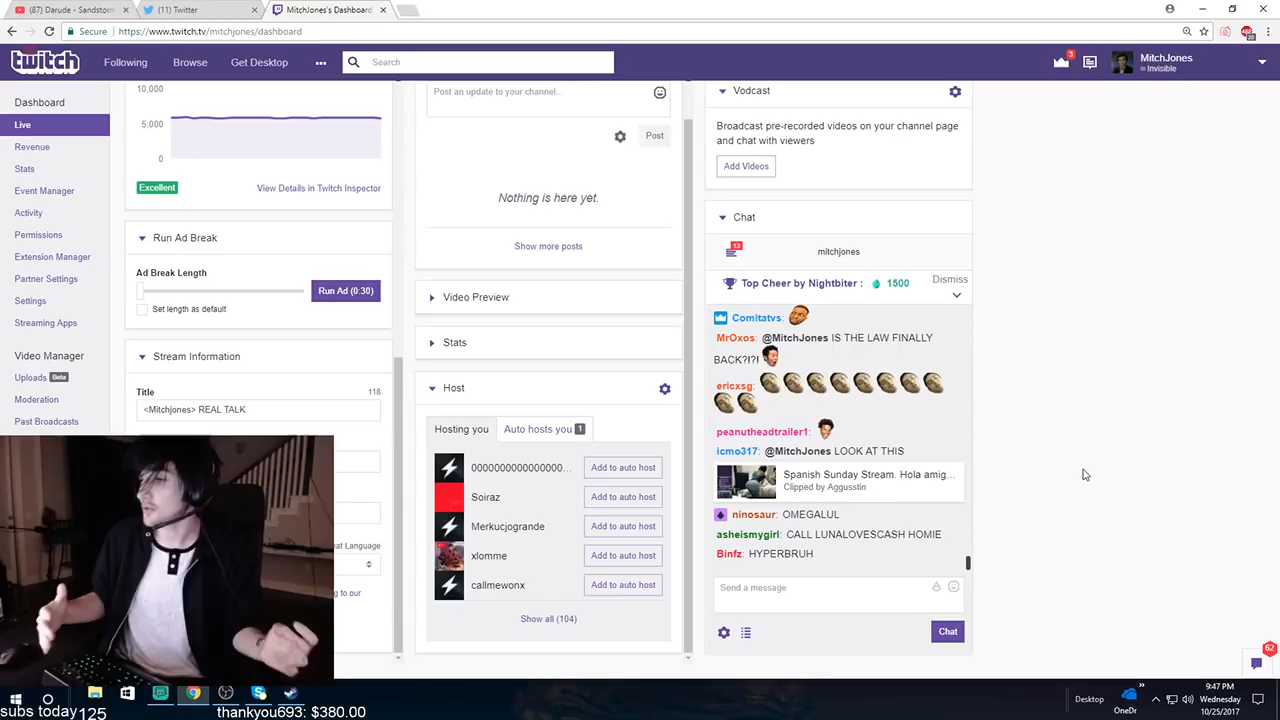 (87) Darude - Sandstorm
(11) Twitter
MitchJones's Dashboard
Secure
https://www.twitch.tv/mitchjones/dashboard
twitch
Following
Browse
Get Desktop
Search
3
MitchJones
Invisible
Dashboard
Live
Revenue
Stats
Event Manager
Activity
Permissions
Extension Manager
Partner Settings
Settings
Streaming Apps
Video Manager
Uploads Beta
Moderation
Past Broadcasts
10,000
5,000
0
Excellent
View Details in Twitch Inspector
Run Ad Break
Ad Break Length
Run Ad (0:30)
Set length as default
Stream Information
Title
118
<Mitchjones> REAL TALK
Language
to our
Post an update to your channel...
Post
Nothing is here yet.
Show more posts
Video Preview
Stats
Host
Hosting you
Auto hosts you 1
0000000000000000...
Add to auto host
Soiraz
Add to auto host
Merkucjogrande
Add to auto host
xlomme
Add to auto host
callmewonx
Add to auto host
Show all (104)
Vodcast
Broadcast pre-recorded videos on your channel page
and chat with viewers
Add Videos
Chat
13
mitchjones
Top Cheer by Nightbiter : 1500
Dismiss
Comitatvs:
MrOxos: @MitchJones IS THE LAW FINALLY
BACK?!?!
ericxsg:
peanutheadtrailer1:
icmo317: @MitchJones LOOK AT THIS
Spanish Sunday Stream. Hola amig...
Clipped by Aggusstin
ninosaur: OMEGALUL
asheismygirl: CALL LUNALOVESCASH HOMIE
Binfz: HYPERBRUH
Send a message
Chat
62
subs today 125
thankyou693: $380.00
Desktop
OneDr
9:47 PM
Wednesday
10/25/2017